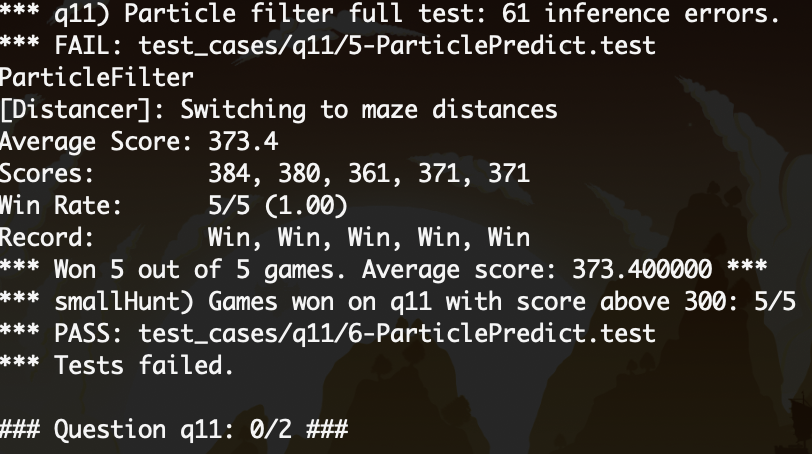 *** q11) Particle filter full test: 61 inference errors.
*** FAIL: test_cases/q11/5-ParticlePredict.test
ParticleFilter
[Distancer]: Switching to maze distances
Average Score: 373.4
Scores:        384, 380, 361, 371, 371
Win Rate:      5/5 (1.00)
Record:        Win, Win, Win, Win, Win
*** Won 5 out of 5 games. Average score: 373.400000 ***
*** smallHunt) Games won on q11 with score above 300: 5/5
*** PASS: test_cases/q11/6-ParticlePredict.test
*** Tests failed.
### Question q11: 0/2 ###